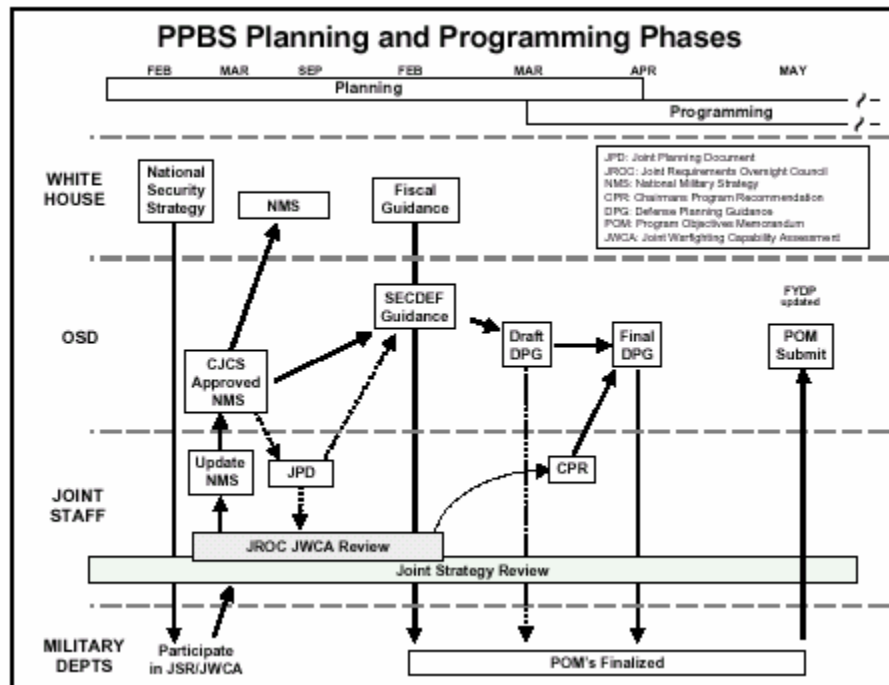 PPBS Planning and Programming Phases
FEB MAR SEP FEB MAR APR MAY
Planning
Programming
WHITE
HOUSE
National
Security
Strategy
NMS
Fiscal
Guidance
JPD: Joint Planning Document
JROC: Joint Requirements Oversight Council
NMS: National Military Strategy
CPR: Chairmans Program Recommendation
DPG: Defense Planning Guidance
POM: Program Objectives Memorandum
JWCA: Joint Warfighting Capability Assessment
OSD
CJCS
Approved
NMS
SECDEF
Guidance
Draft
DPG
Final
DPG
FYDP
updated
POM
Submit
JOINT
STAFF
Update
NMS
JPD
CPR
JROC JWCA Review
Joint Strategy Review
MILITARY
DEPTS
Participate
in JSR/JWCA
POM's Finalized